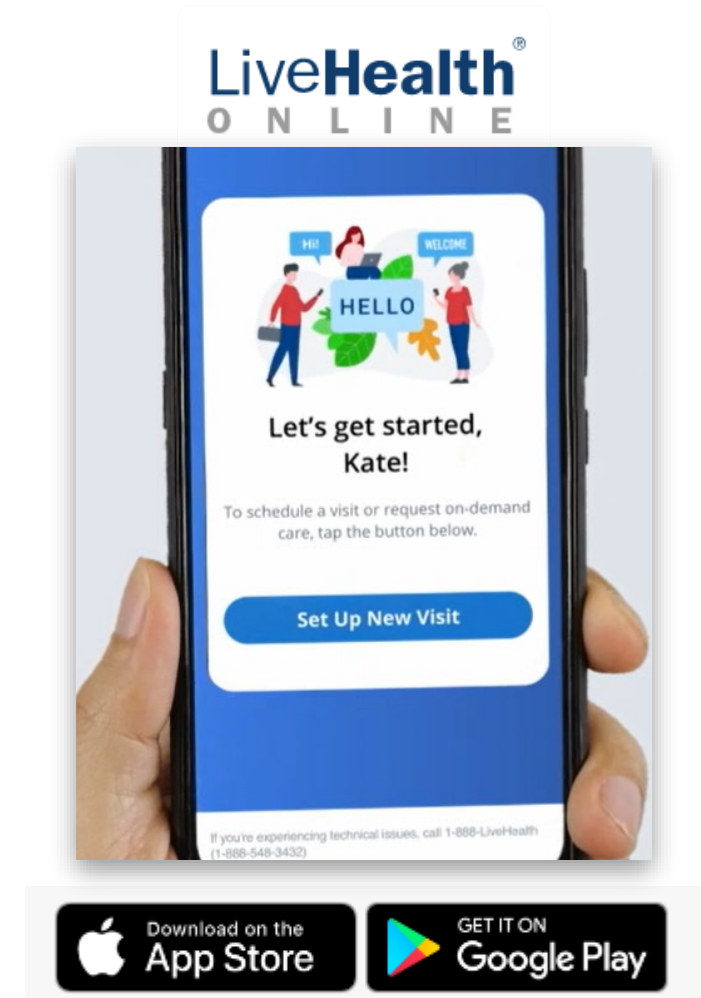 LiveHealth®
ONLINE
Hi!
WELCOME
HELLO
Let's get started,
Kate!
To schedule a visit or request on-demand
care, tap the button below.
Set Up New Visit
If you're experiencing technical issues, call 1-888-LiveHealth
(1-888-548-3432)
Download on the
App Store
GET IT ON
Google Play